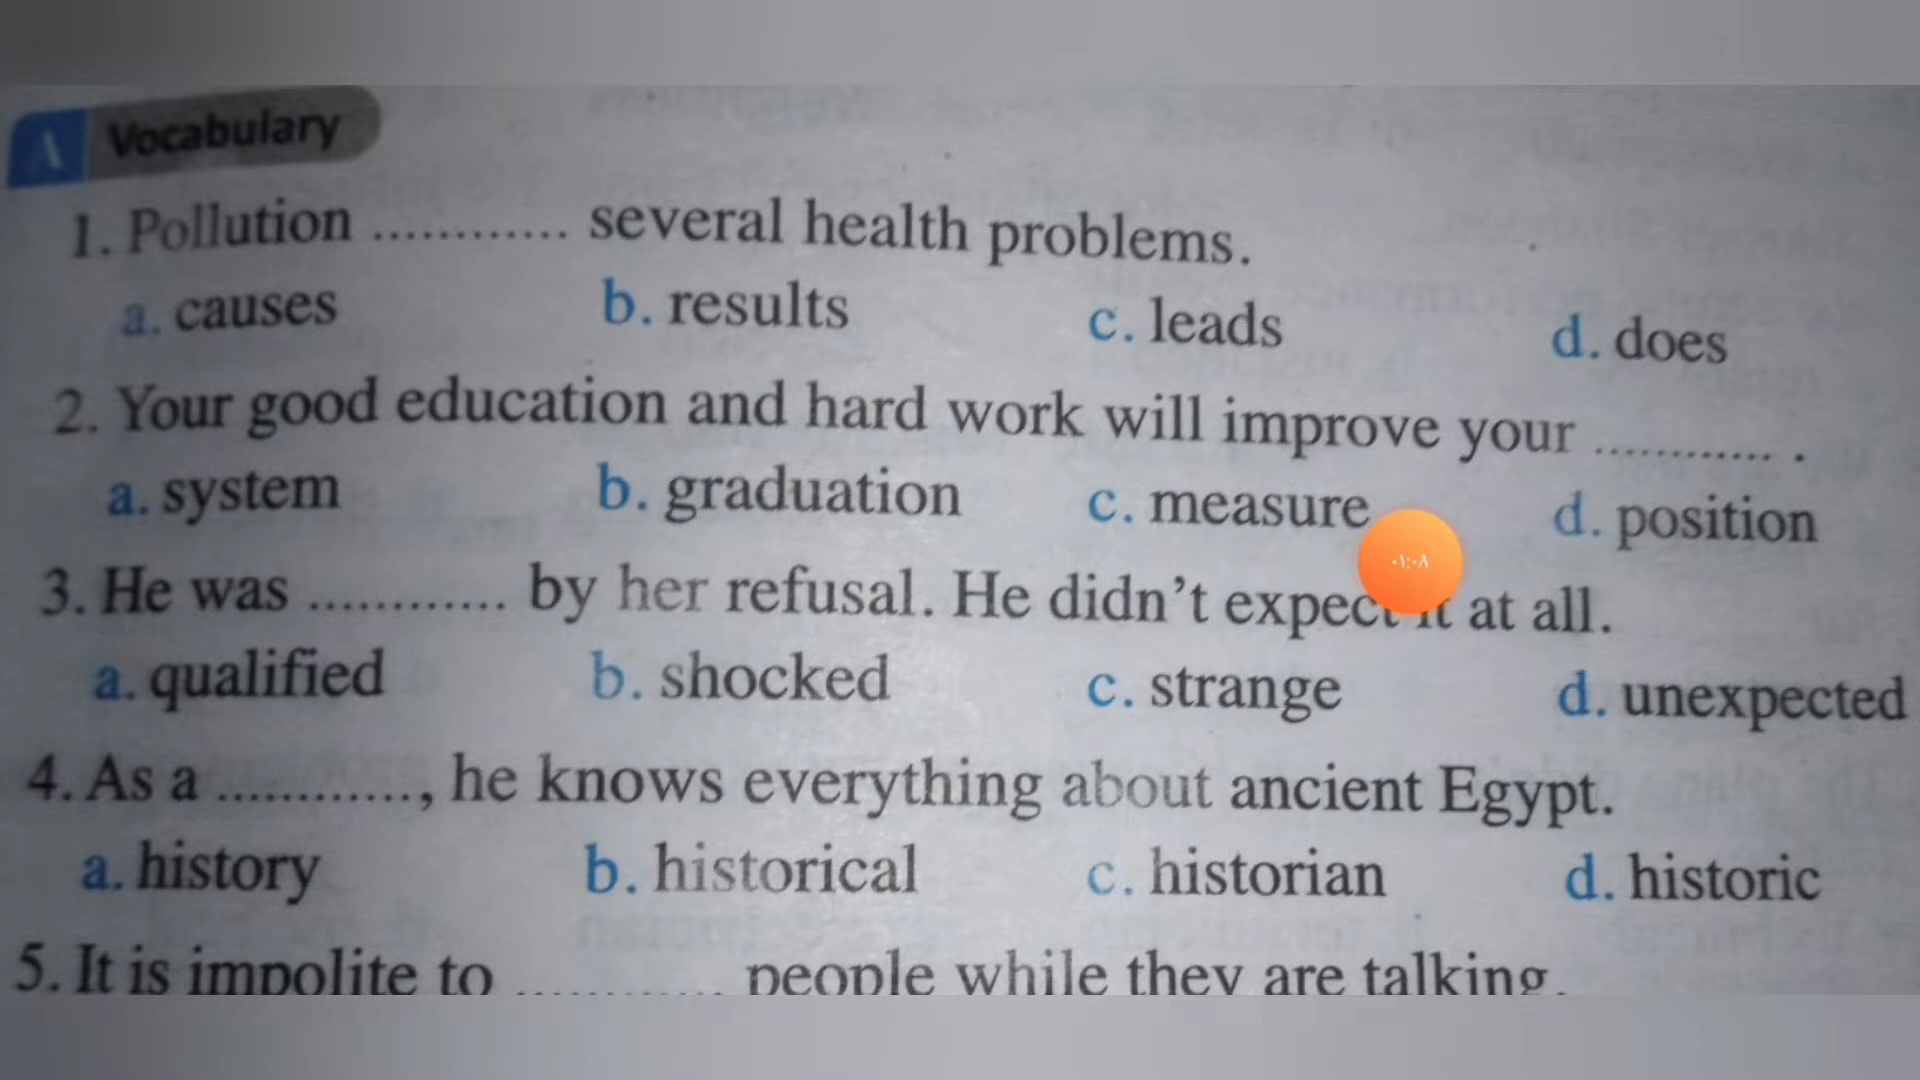 A Vocabulary
1. Pollution ............ several health problems.
a. causes b. results c. leads d. does
2. Your good education and hard work will improve your ............ .
a. system b. graduation c. measure d. position
3. He was ............ by her refusal. He didn't expect it at all.
٠١:٠٨
a. qualified b. shocked c. strange d. unexpected
4. As a ............, he knows everything about ancient Egypt.
a. history b. historical c. historian d. historic
5. It is impolite to ............ people while they are talking.